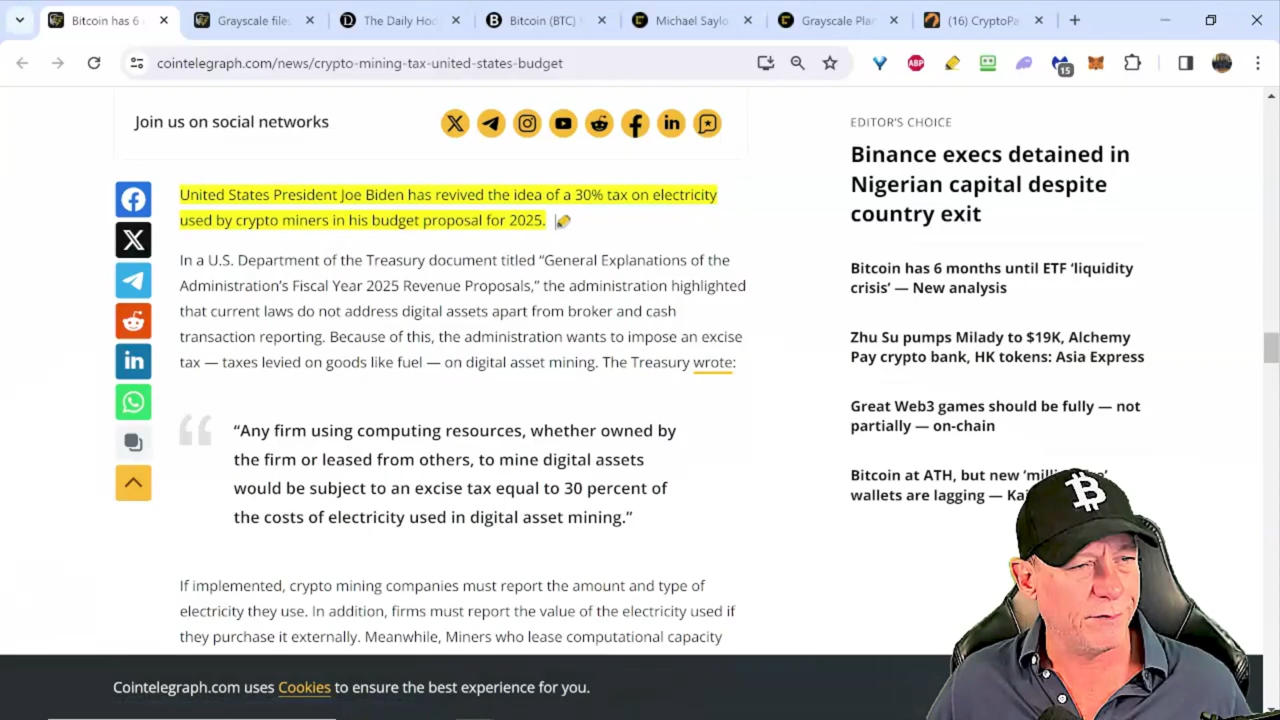 Bitcoin has 6
Grayscale files
The Daily Hod
Bitcoin (BTC)
Michael Saylo
Grayscale Plan
(16) CryptoPa
cointelegraph.com/news/crypto-mining-tax-united-states-budget
ABP
15
Join us on social networks
United States President Joe Biden has revived the idea of a 30% tax on electricity
used by crypto miners in his budget proposal for 2025.
In a U.S. Department of the Treasury document titled “General Explanations of the
Administration’s Fiscal Year 2025 Revenue Proposals,” the administration highlighted
that current laws do not address digital assets apart from broker and cash
transaction reporting. Because of this, the administration wants to impose an excise
tax — taxes levied on goods like fuel — on digital asset mining. The Treasury wrote:
“Any firm using computing resources, whether owned by
the firm or leased from others, to mine digital assets
would be subject to an excise tax equal to 30 percent of
the costs of electricity used in digital asset mining.”
If implemented, crypto mining companies must report the amount and type of
electricity they use. In addition, firms must report the value of the electricity used if
they purchase it externally. Meanwhile, Miners who lease computational capacity
EDITOR’S CHOICE
Binance execs detained in
Nigerian capital despite
country exit
Bitcoin has 6 months until ETF ‘liquidity
crisis’ — New analysis
Zhu Su pumps Milady to $19K, Alchemy
Pay crypto bank, HK tokens: Asia Express
Great Web3 games should be fully — not
partially — on-chain
Bitcoin at ATH, but new
wallets are lagging —
Cointelegraph.com uses Cookies to ensure the best experience for you.